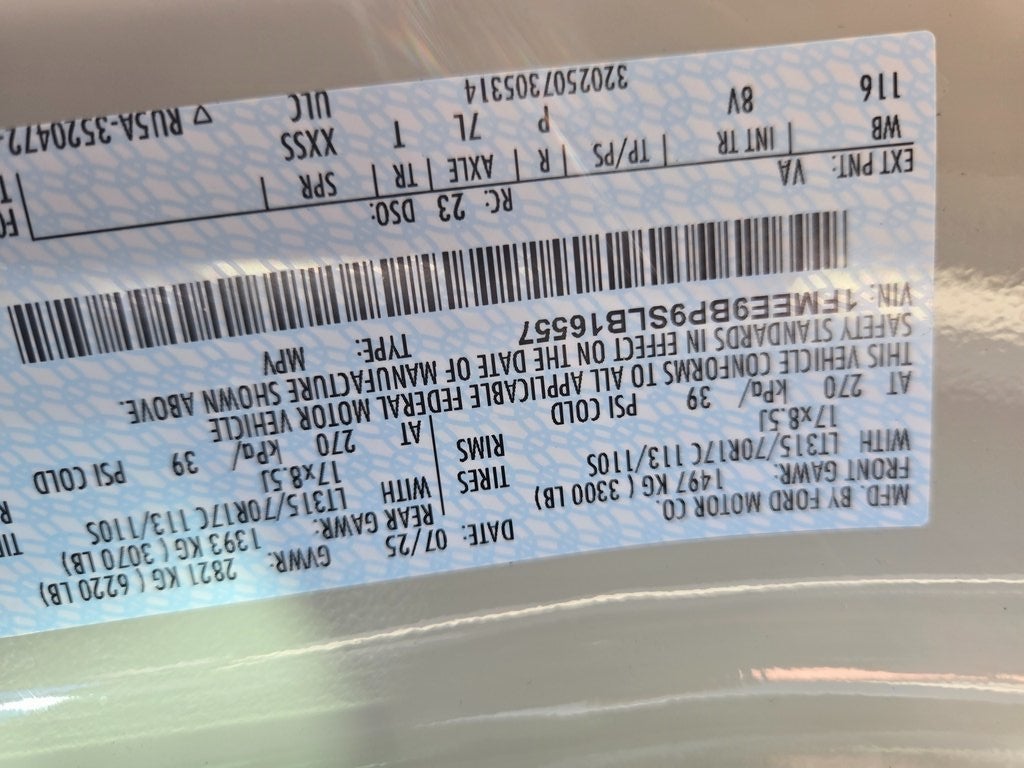 MFD. BY FORD MOTOR CO
DATE: 07/25 GVWR: 2821 KG ( 6220 LB)
FRONT GAWR: 1497 KG ( 3300 LB) REAR GAWR: 1393 KG ( 3070 LB)
WITH LT315/70R17C 113/110S TIRES WITH LT315/70R17C 113/110S
17x8.5J RIMS 17x8.5J
AT 270 kPa/ 39 PSI COLD AT 270 kPa/ 39 PSI COLD
THIS VEHICLE CONFORMS TO ALL APPLICABLE FEDERAL MOTOR VEHICLE
SAFETY STANDARDS IN EFFECT ON THE DATE OF MANUFACTURE SHOWN ABOVE.
VIN: 1FMEE9BP9SLB16557 TYPE: MPV
EXT PNT: VA RC: 23 DSO:
WB INT TR TP/PS R AXLE TR SPR
116 8V P 7L T XXSS
3202507305314 ULC ▽ RU5A-3520472-